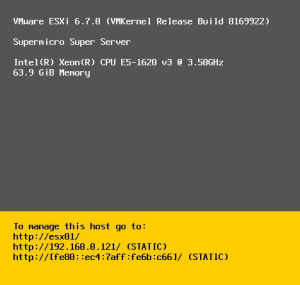 VMware ESXi 6.7.0 (VMKernel Release Build 8169922)
Supermicro Super Server
Intel(R) Xeon(R) CPU E5-1620 v3 @ 3.50GHz
63.9 GiB Memory
To manage this host go to:
http://esx01/
http://192.168.0.121/ (STATIC)
http://[fe80::ec4:7aff:fe6b:c66]/ (STATIC)